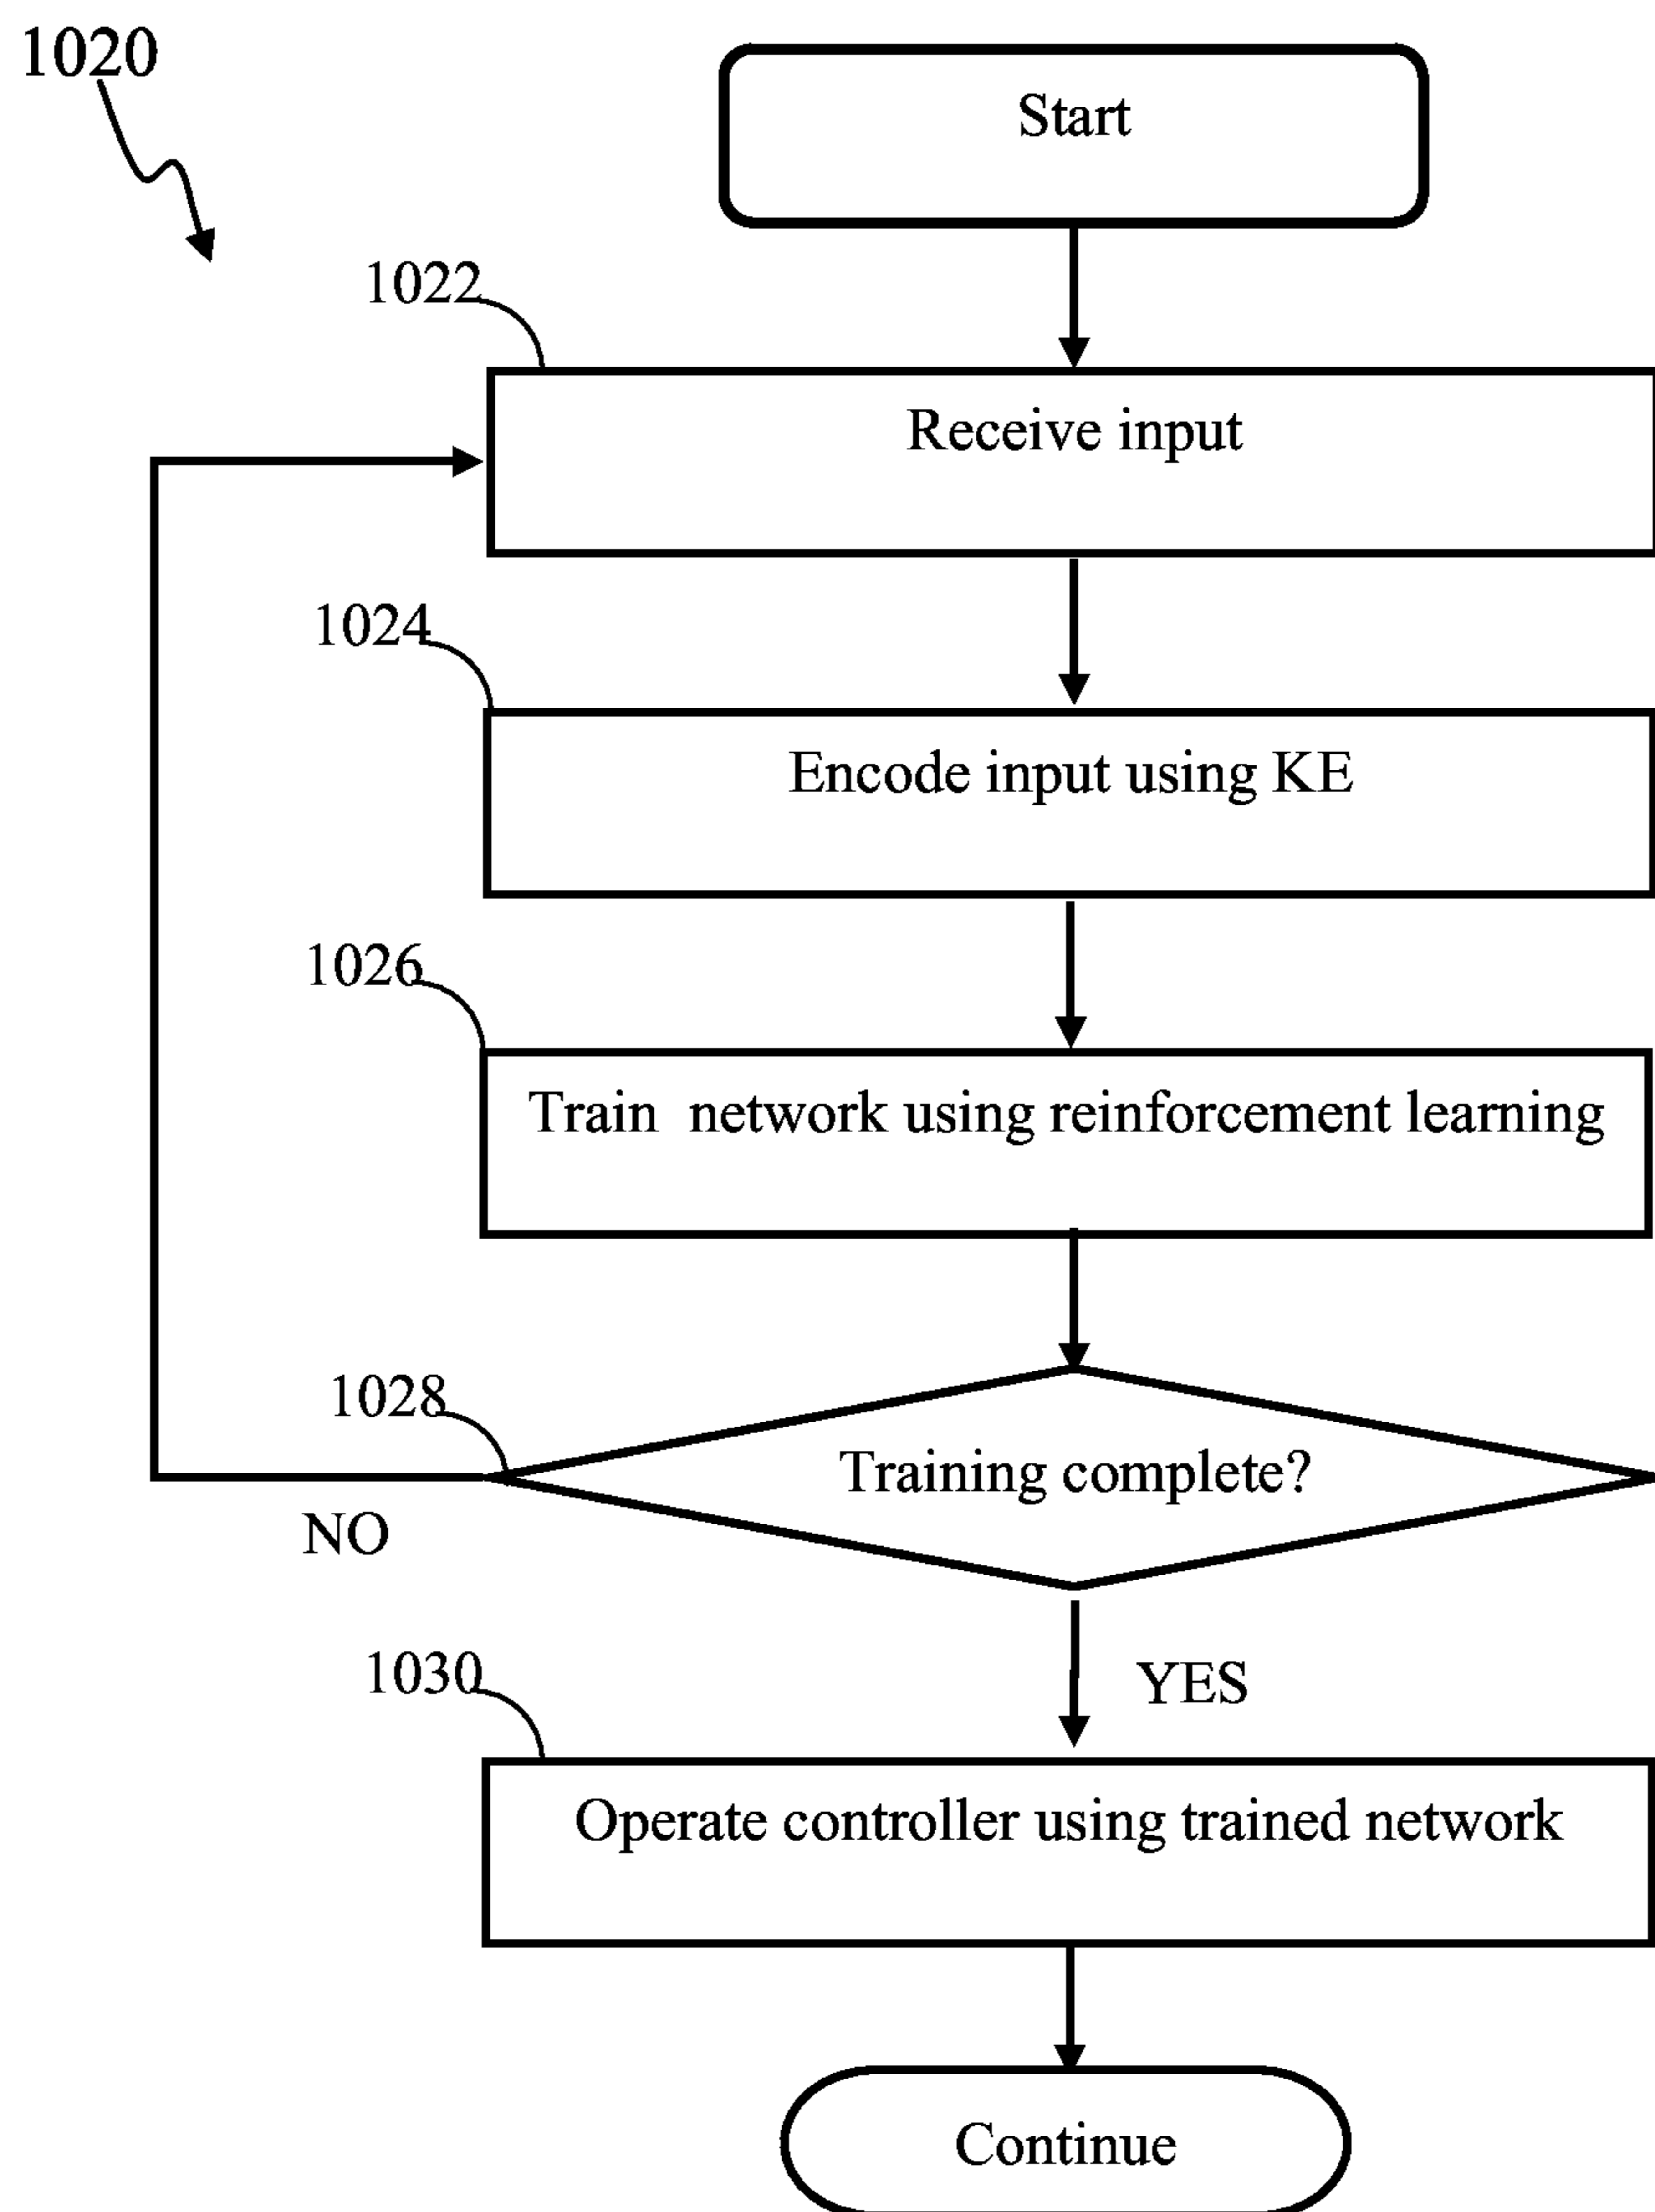 1020
Start
1022
Receive input
1024
Encode input using KE
1026
Train network using reinforcement learning
1028
Training complete?
NO
YES
1030
Operate controller using trained network
Continue